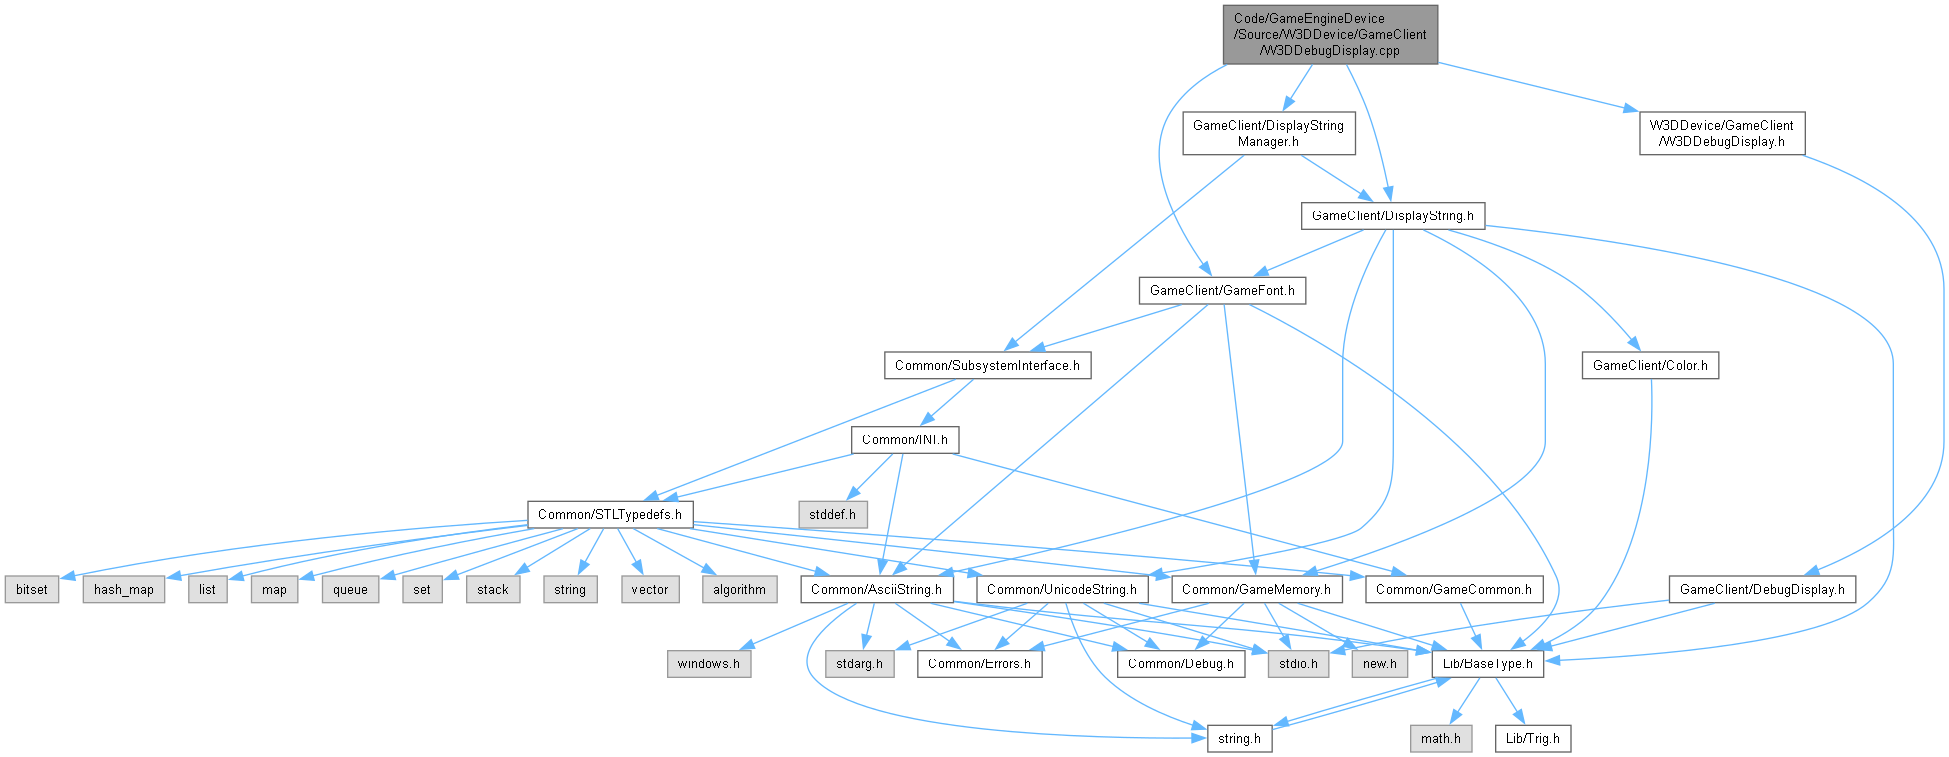 Code/GameEngineDevice
/Source/W3DDevice/GameClient
/W3DDebugDisplay.cpp
GameClient/DisplayString
Manager.h
W3DDevice/GameClient
/W3DDebugDisplay.h
GameClient/DisplayString.h
GameClient/GameFont.h
Common/SubsystemInterface.h
GameClient/Color.h
Common/INI.h
Common/STLTypedefs.h
stddef.h
bitset
hash_map
list
map
queue
set
stack
string
vector
algorithm
Common/AsciiString.h
Common/UnicodeString.h
Common/GameMemory.h
Common/GameCommon.h
GameClient/DebugDisplay.h
windows.h
stdarg.h
Common/Errors.h
Common/Debug.h
stdio.h
new.h
Lib/BaseType.h
string.h
math.h
Lib/Trig.h